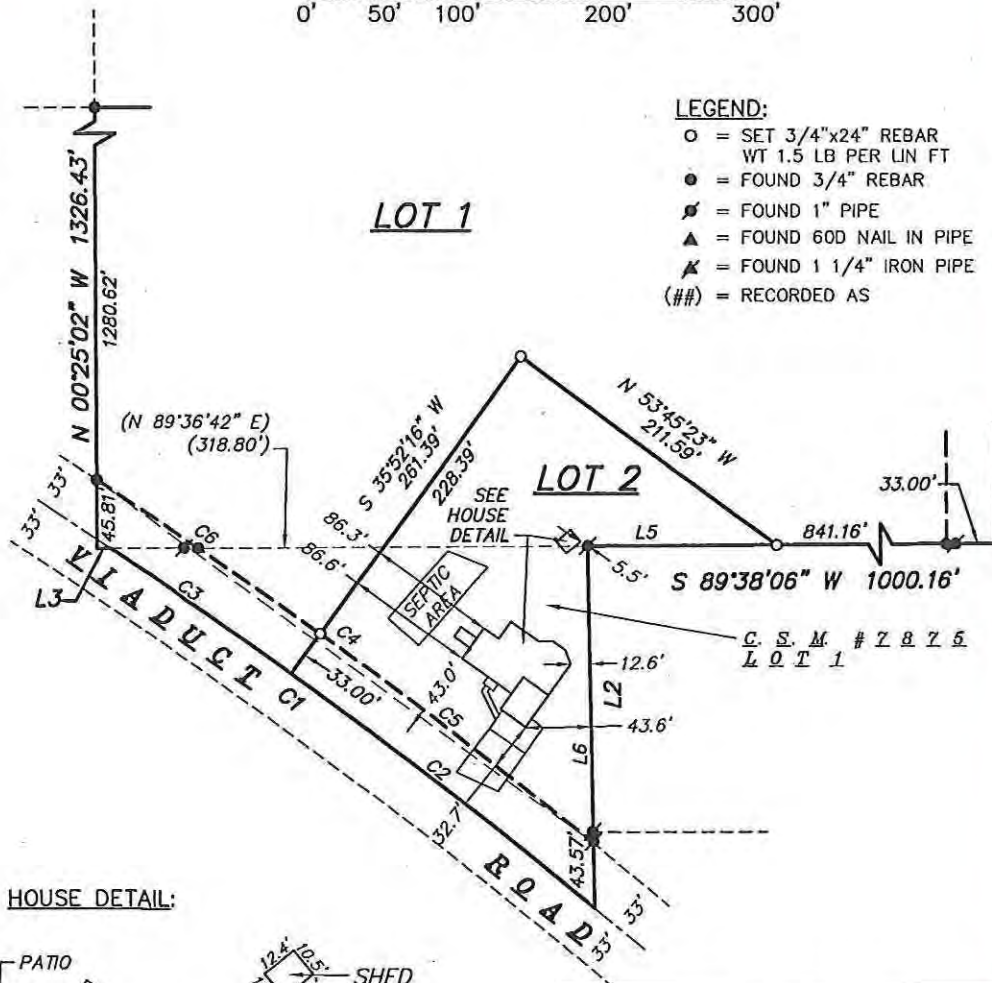 0' 50' 100' 200' 300'
LEGEND:
○ = SET 3/4"x24" REBAR
WT 1.5 LB PER LIN FT
● = FOUND 3/4" REBAR
= FOUND 1" PIPE
▲ = FOUND 60D NAIL IN PIPE
= FOUND 1 1/4" IRON PIPE
(##) = RECORDED AS
LOT 1
N 00°25'02" W 1326.43'
1280.62'
(N 89°36'42" E)
(318.80')
S 35°52'16" W
261.39'
228.39'
N 53°45'23" W
211.59'
LOT 2
SEE
HOUSE
DETAIL
33.00'
33'
33'
45.81'
C6
86.3'
86.6'
SEPTIC
AREA
L5
841.16'
5.5'
S 89°38'06" W 1000.16'
L3
C3
C4
C. S. M. # 7 8 7 5
L O T 1
VIADUCT
C1
33.00'
43.0'
C5
12.6'
L2
43.6'
L6
C2
32.7'
43.57'
ROAD
33'
33'
HOUSE DETAIL:
PATIO
12.4'
10.5'
SHED